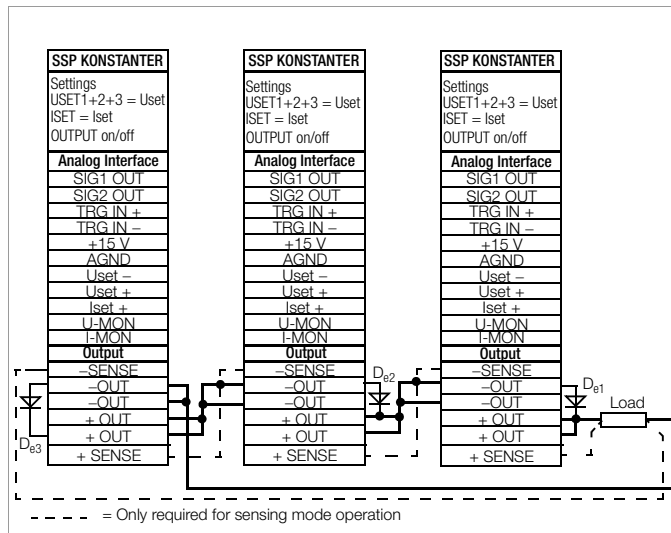 SSP KONSTANTER
Settings
USET1+2+3 = Uset
ISET = Iset
OUTPUT on/off
Analog Interface
SIG1 OUT
SIG2 OUT
TRG IN +
TRG IN –
+15 V
AGND
Uset –
Uset +
Iset +
U-MON
I-MON
Output
–SENSE
–OUT
–OUT
+ OUT
+ OUT
+ SENSE
De3
SSP KONSTANTER
Settings
USET1+2+3 = Uset
ISET = Iset
OUTPUT on/off
Analog Interface
SIG1 OUT
SIG2 OUT
TRG IN +
TRG IN –
+15 V
AGND
Uset –
Uset +
Iset +
U-MON
I-MON
Output
–SENSE
–OUT
–OUT
+ OUT
+ OUT
+ SENSE
De2
SSP KONSTANTER
Settings
USET1+2+3 = Uset
ISET = Iset
OUTPUT on/off
Analog Interface
SIG1 OUT
SIG2 OUT
TRG IN +
TRG IN –
+15 V
AGND
Uset –
Uset +
Iset +
U-MON
I-MON
Output
–SENSE
–OUT
–OUT
+ OUT
+ OUT
+ SENSE
De1
Load
= Only required for sensing mode operation